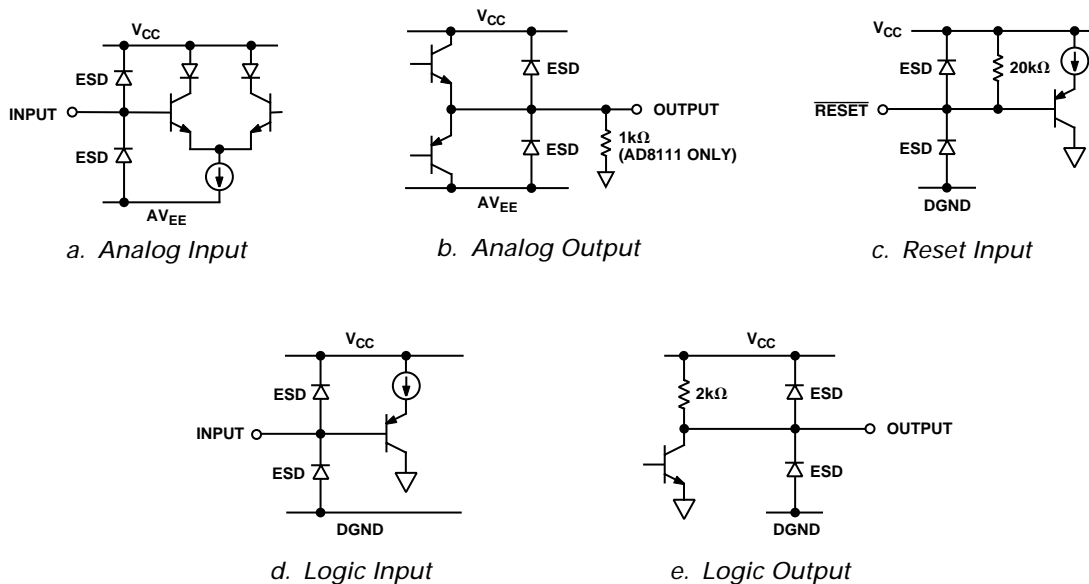 VCC
ESD
INPUT
ESD
AVEE
a. Analog Input
VCC
ESD
OUTPUT
ESD
1kΩ
(AD8111 ONLY)
AVEE
b. Analog Output
VCC
ESD
20kΩ
RESET
ESD
DGND
c. Reset Input
VCC
ESD
INPUT
ESD
DGND
d. Logic Input
VCC
2kΩ
ESD
OUTPUT
ESD
DGND
e. Logic Output